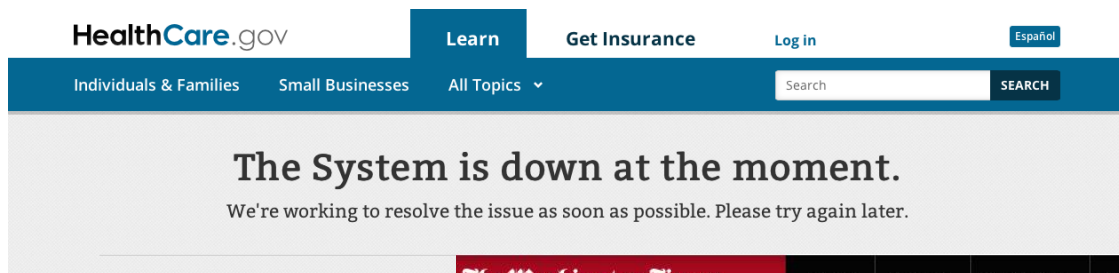 HealthCare.gov
Learn
Get Insurance
Log in
Español
Individuals & Families
Small Businesses
All Topics
Search
SEARCH
The System is down at the moment.
We're working to resolve the issue as soon as possible. Please try again later.